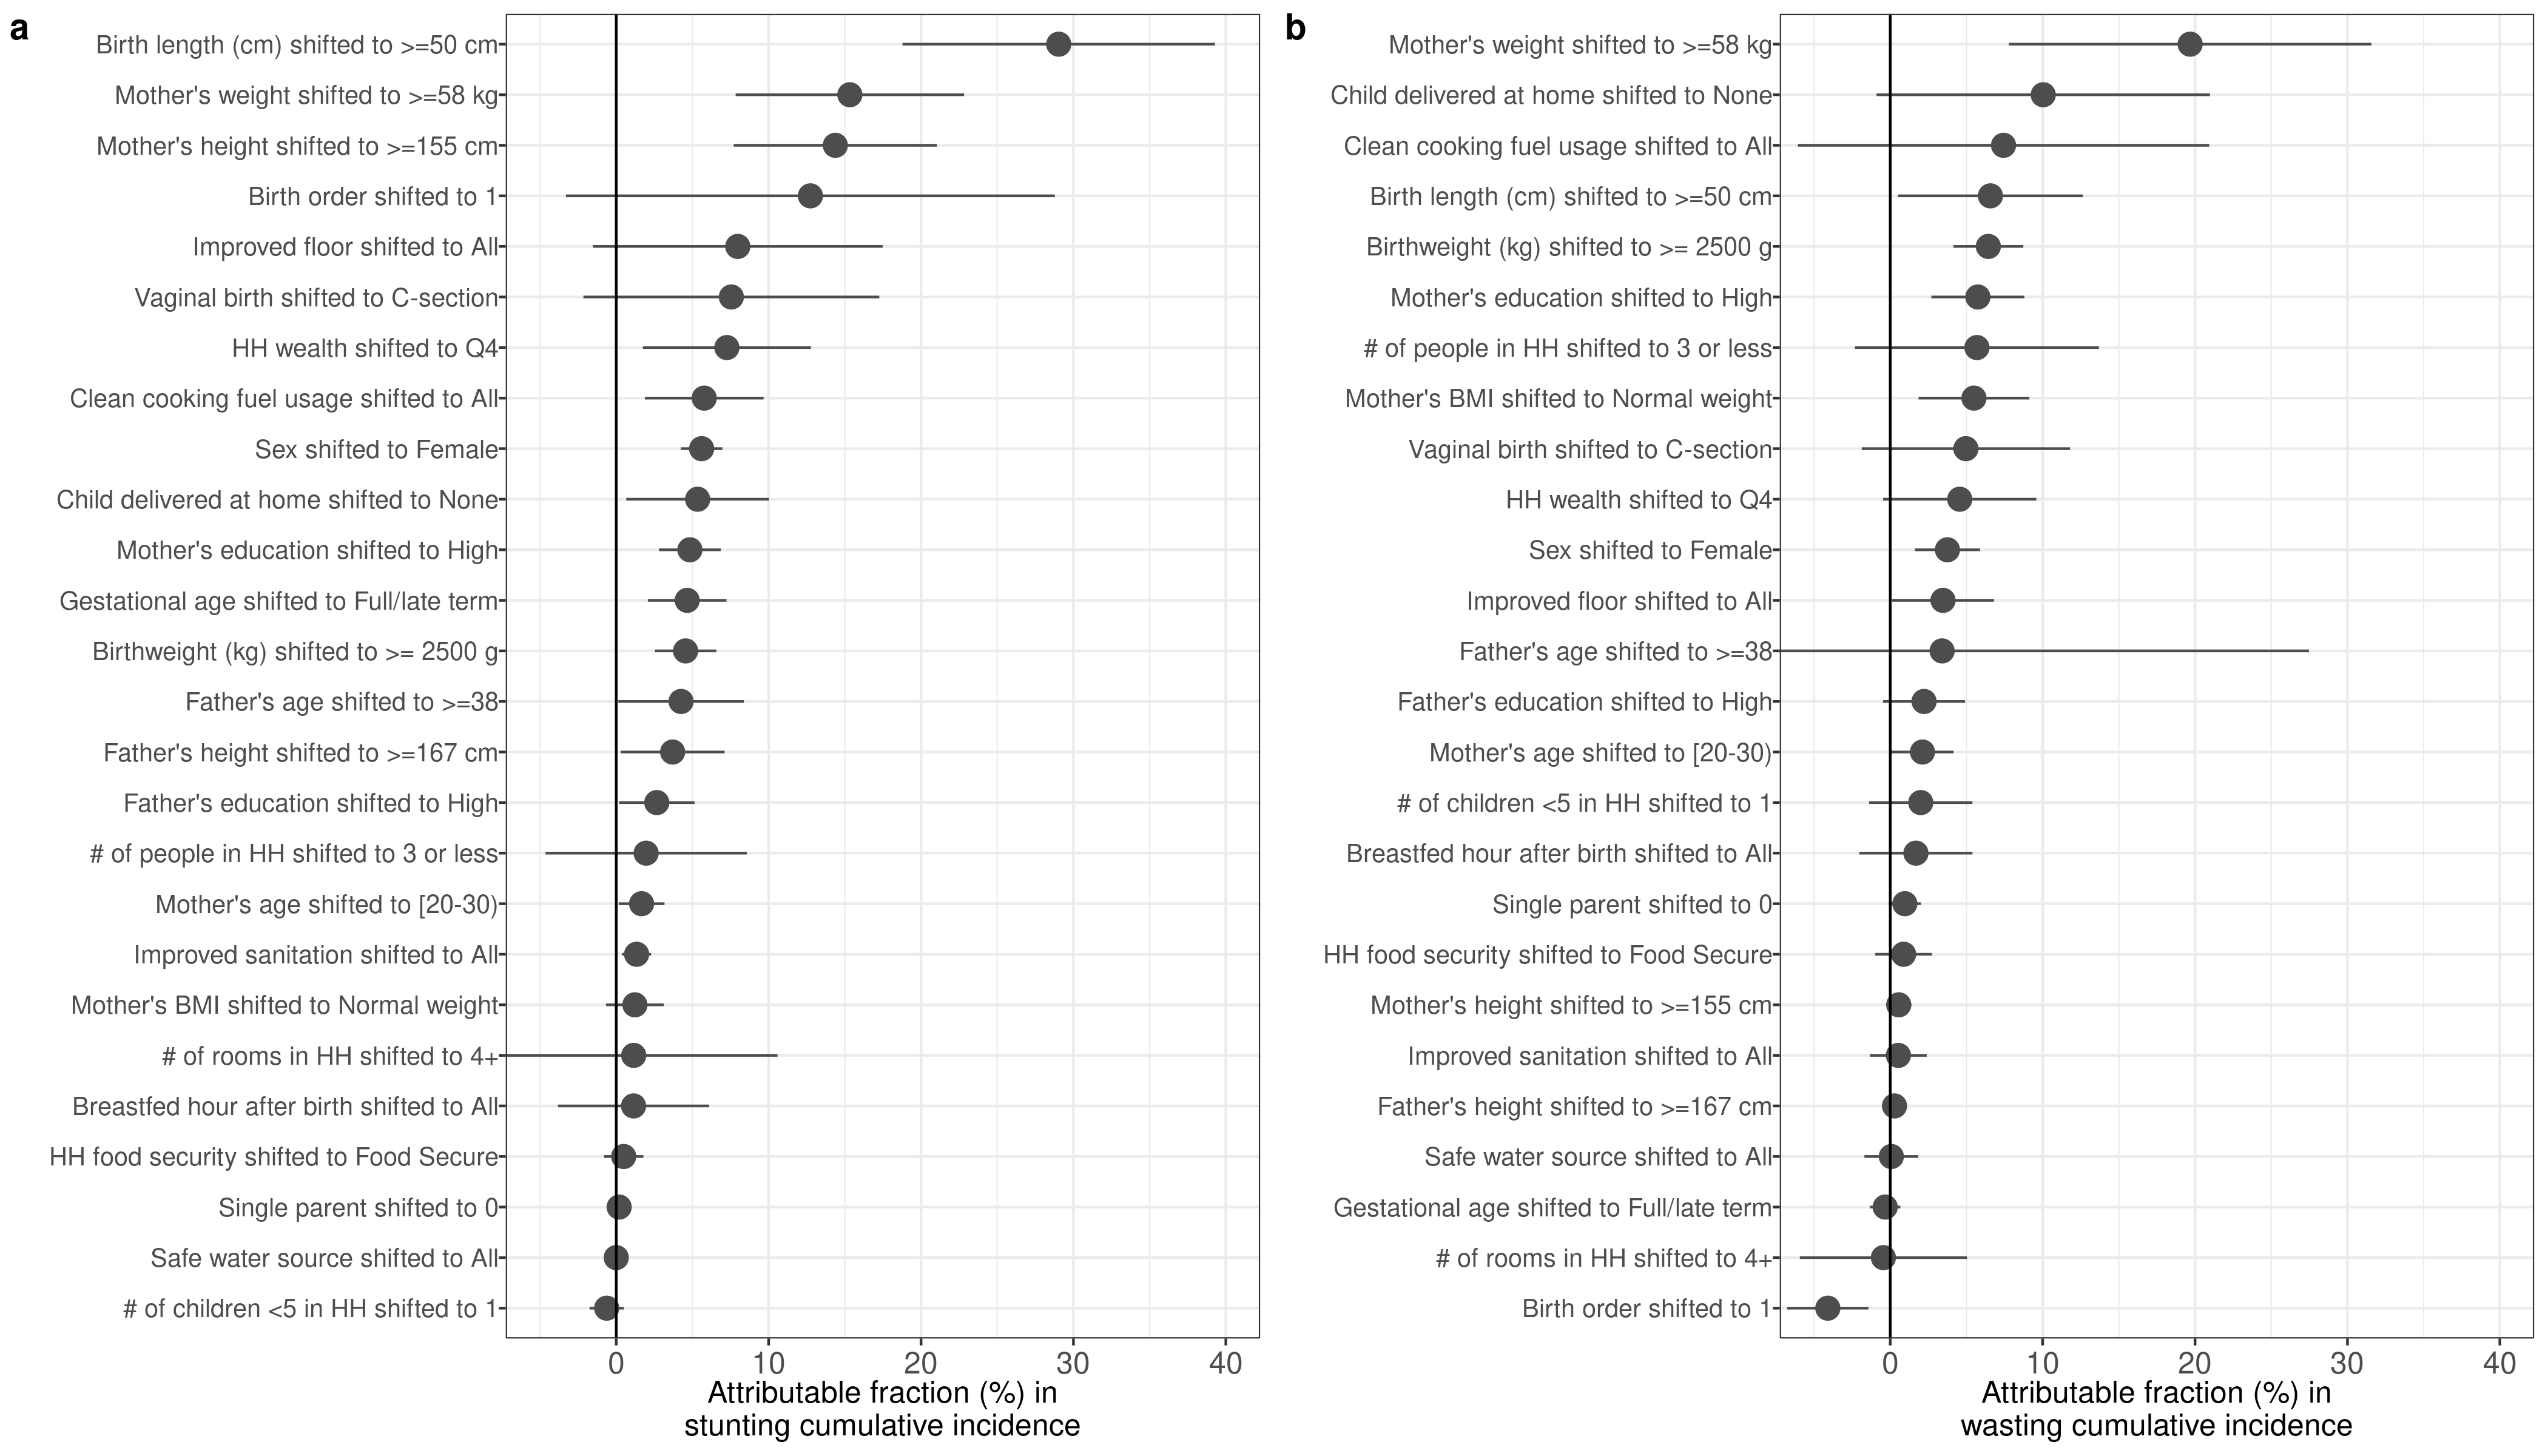 a
Birth length (cm) shifted to >=50 cm
Mother's weight shifted to >=58 kg
Mother's height shifted to >=155 cm
Birth order shifted to 1
Improved floor shifted to All
Vaginal birth shifted to C-section
HH wealth shifted to Q4
Clean cooking fuel usage shifted to All
Sex shifted to Female
Child delivered at home shifted to None
Mother's education shifted to High
Gestational age shifted to Full/late term
Birthweight (kg) shifted to >= 2500 g
Father's age shifted to >=38
Father's height shifted to >=167 cm
Father's education shifted to High
# of people in HH shifted to 3 or less
Mother's age shifted to [20-30)
Improved sanitation shifted to All
Mother's BMI shifted to Normal weight
# of rooms in HH shifted to 4+
Breastfed hour after birth shifted to All
HH food security shifted to Food Secure
Single parent shifted to 0
Safe water source shifted to All
# of children <5 in HH shifted to 1
0 10 20 30 40
Attributable fraction (%) in
stunting cumulative incidence
b
Mother's weight shifted to >=58 kg
Child delivered at home shifted to None
Clean cooking fuel usage shifted to All
Birth length (cm) shifted to >=50 cm
Birthweight (kg) shifted to >= 2500 g
Mother's education shifted to High
# of people in HH shifted to 3 or less
Mother's BMI shifted to Normal weight
Vaginal birth shifted to C-section
HH wealth shifted to Q4
Sex shifted to Female
Improved floor shifted to All
Father's age shifted to >=38
Father's education shifted to High
Mother's age shifted to [20-30)
# of children <5 in HH shifted to 1
Breastfed hour after birth shifted to All
Single parent shifted to 0
HH food security shifted to Food Secure
Mother's height shifted to >=155 cm
Improved sanitation shifted to All
Father's height shifted to >=167 cm
Safe water source shifted to All
Gestational age shifted to Full/late term
# of rooms in HH shifted to 4+
Birth order shifted to 1
0 10 20 30 40
Attributable fraction (%) in
wasting cumulative incidence